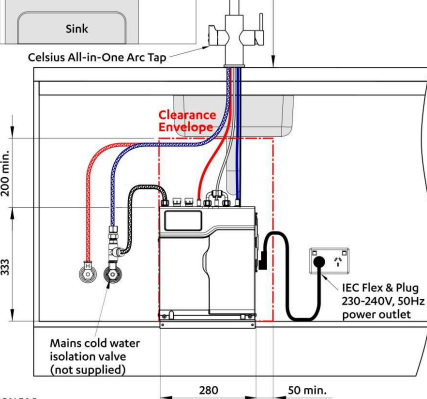 Sink
Celsius All-in-One Arc Tap
Clearance
Envelope
200 min.
333
IEC Flex & Plug
230-240V, 50Hz
power outlet
Mains cold water
isolation valve
(not supplied)
280
50 min.